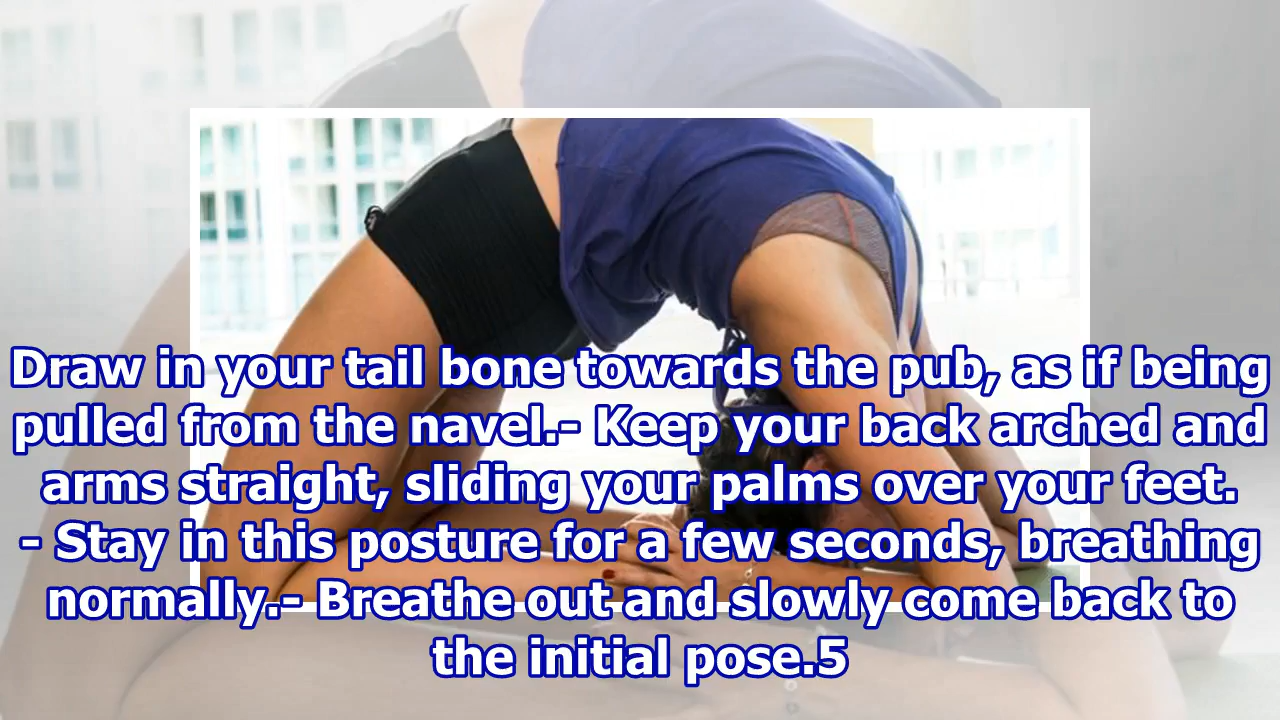 Draw in your tail bone towards the pub, as if being
pulled from the navel.- Keep your back arched and
arms straight, sliding your palms over your feet.
- Stay in this posture for a few seconds, breathing
normally.- Breathe out and slowly come back to
the initial pose.5